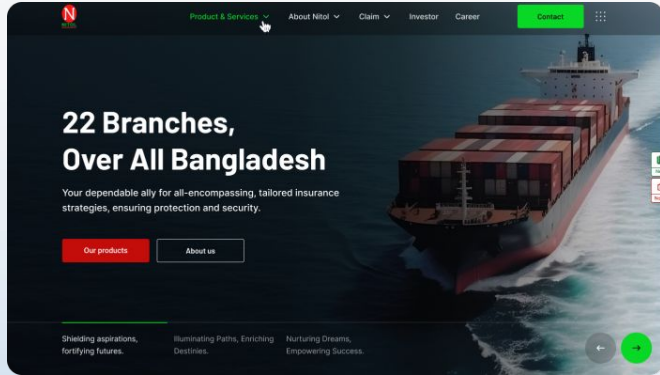 NITOL
Product & Services
About Nitol
Claim
Investor
Career
Contact
22 Branches,
Over All Bangladesh
Your dependable ally for all-encompassing, tailored insurance
strategies, ensuring protection and security.
Our products
About us
Shielding aspirations,
fortifying futures.
Illuminating Paths, Enriching
Destinies.
Nurturing Dreams,
Empowering Success.